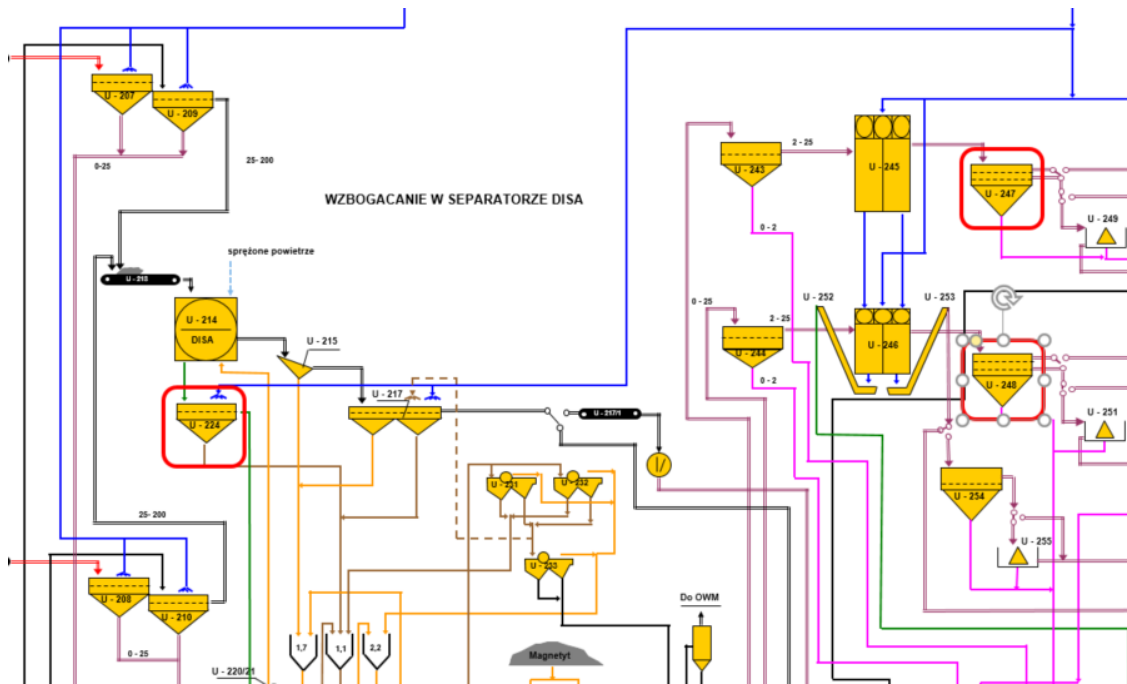 U - 207
U - 209
0-25
25- 200
WZBOGACANIE W SEPARATORZE DISA
2 - 25
U - 243
U - 245
U - 247
U - 249
0 - 2
sprężone powietrze
U - 213
U - 214
DISA
U - 215
0 - 25
2 - 25
U - 252
U - 253
U - 244
U - 246
U - 248
0 - 2
U - 217
U - 217/1
U - 224
U - 251
U - 231
U - 232
U - 254
25- 200
U - 233
U - 255
U - 208
U - 210
Do OWM
0 - 25
1,7
1,1
2,2
Magnetyt
U - 220/21